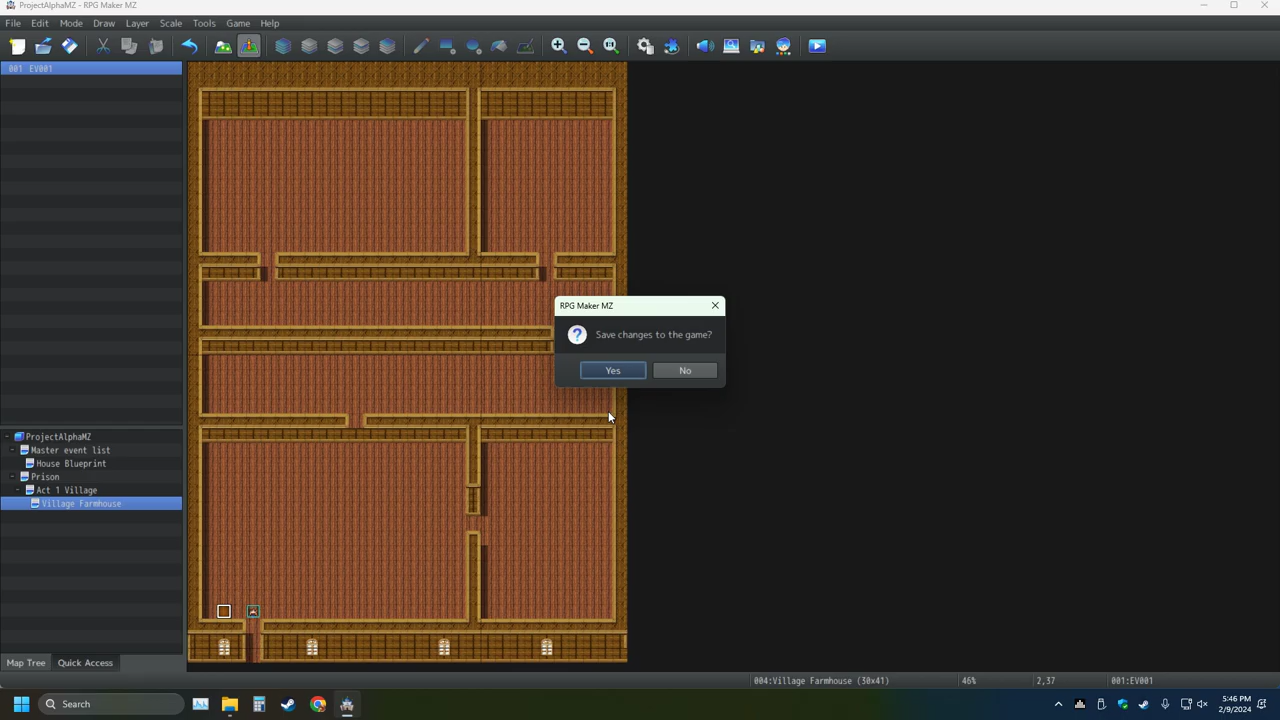 ProjectAlphaMZ - RPG Maker MZ
File Edit Mode Draw Layer Scale Tools Game Help
001 EV001
RPG Maker MZ
Save changes to the game?
Yes No
ProjectAlphaMZ
Master event list
House Blueprint
Prison
Act 1 Village
Village Farmhouse
Map Tree Quick Access
004:Village Farmhouse (30x41) 46% 2,37 001:EV001
Search
5:46 PM
2/9/2024